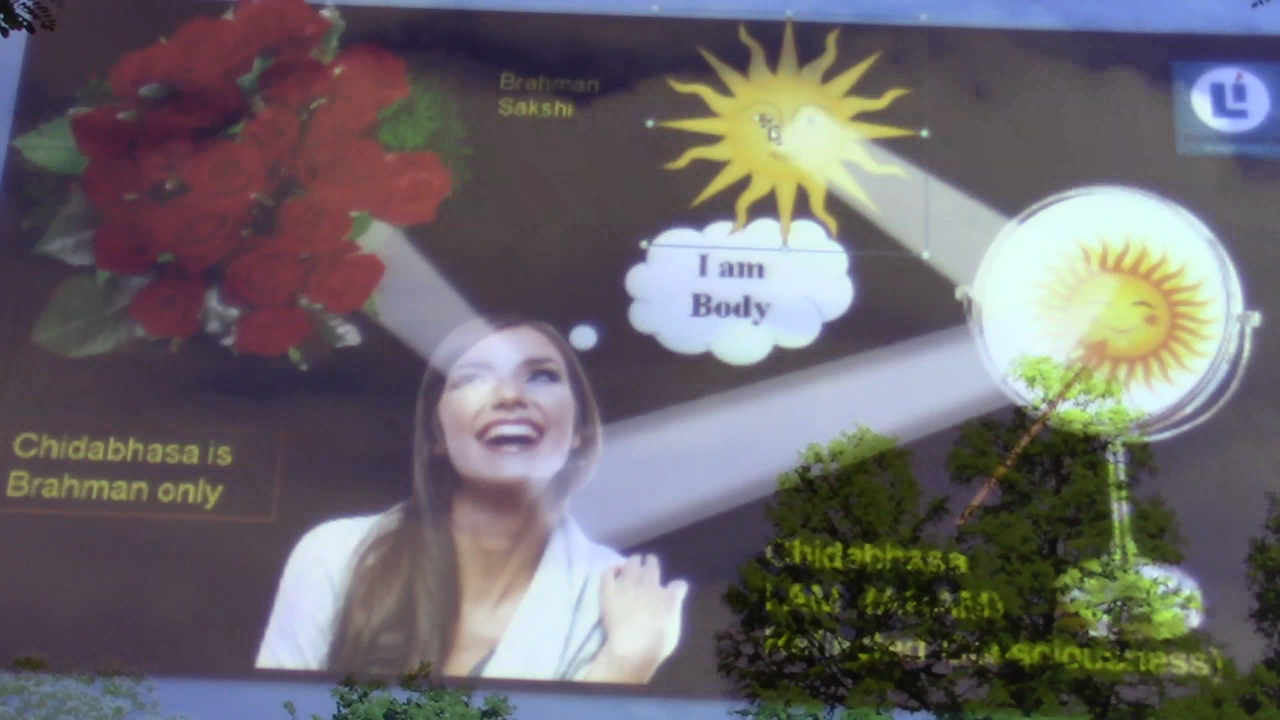 Brahman
Sakshi
I am
Body
Chidabhasa is
Brahman only
Chidabhasa